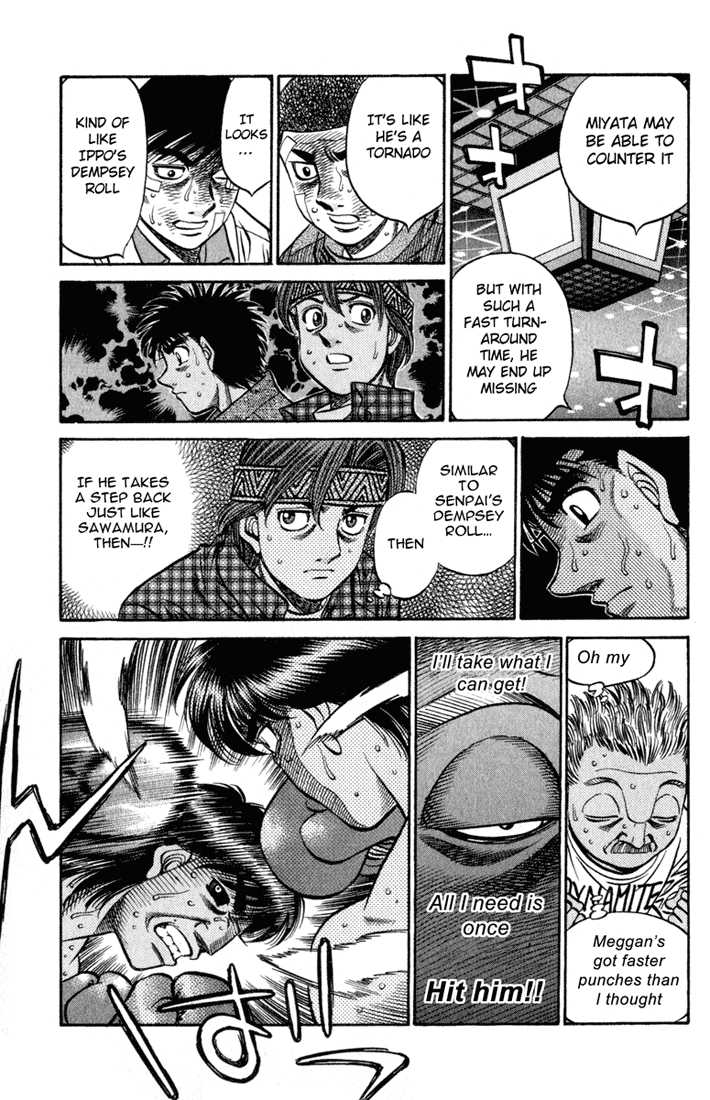 MIYATA MAY
BE ABLE TO
COUNTER IT
BUT WITH
SUCH A
FAST TURN-
AROUND
TIME, HE
MAY END UP
MISSING
IT'S LIKE
HE'S A
TORNADO
IT
LOOKS
...
KIND OF
LIKE
IPPO'S
DEMPSEY
ROLL
SIMILAR
TO
SENPAI'S
DEMPSEY
ROLL...
THEN
IF HE TAKES
A STEP BACK
JUST LIKE
SAWAMURA,
THEN—!!
Oh my
DYNAMITE
Meggan's
got faster
punches than
I thought
I'll take what I
can get!
All I need is
once
Hit him!!